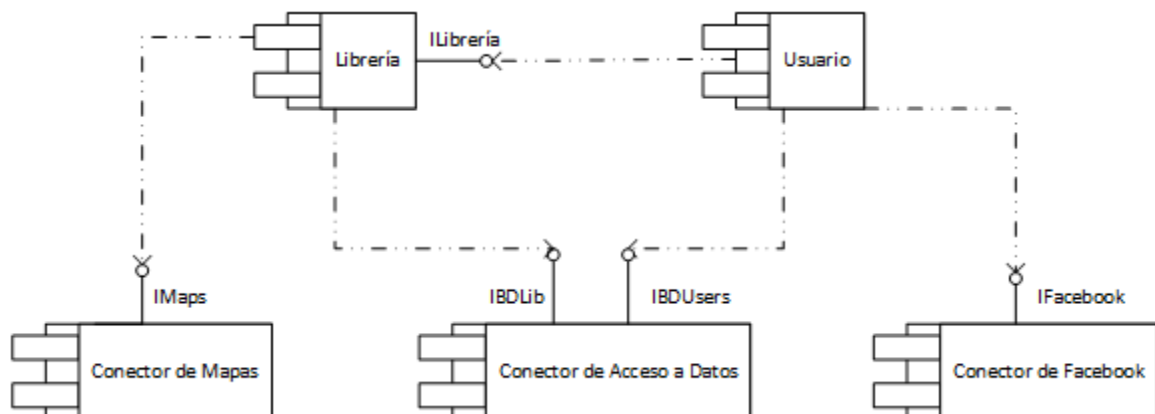 ILibrería
Librería
Usuario
IMaps
IBDLib
IBDUsers
IFacebook
Conector de Mapas
Conector de Acceso a Datos
Conector de Facebook